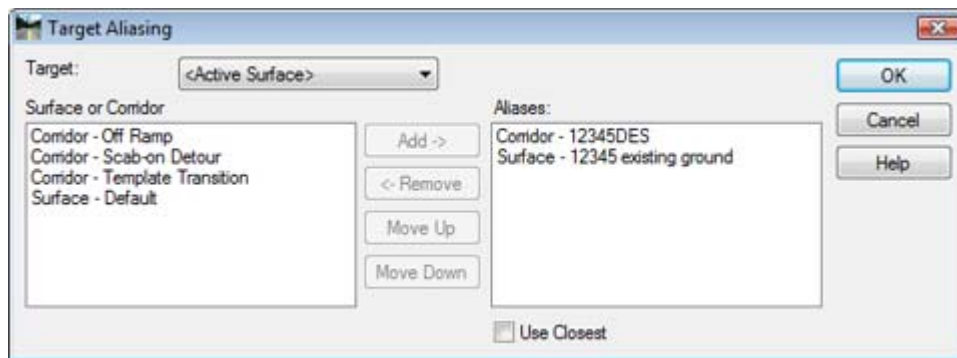 Target Aliasing
Target: <Active Surface>
Surface or Corridor
Corridor - Off Ramp
Corridor - Scab-on Detour
Corridor - Template Transition
Surface - Default
Add ->
<- Remove
Move Up
Move Down
Aliases:
Corridor - 12345DES
Surface - 12345 existing ground
Use Closest
OK
Cancel
Help